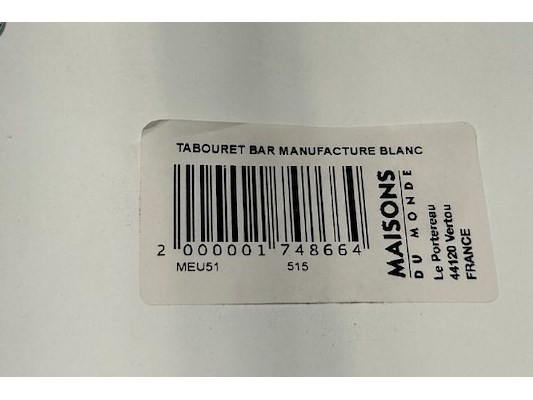 TABOURET BAR MANUFACTURE BLANC
2 000001 748664
MEU51 515
MAISONS
DU MONDE
Le Portereau
44120 Vertou
FRANCE